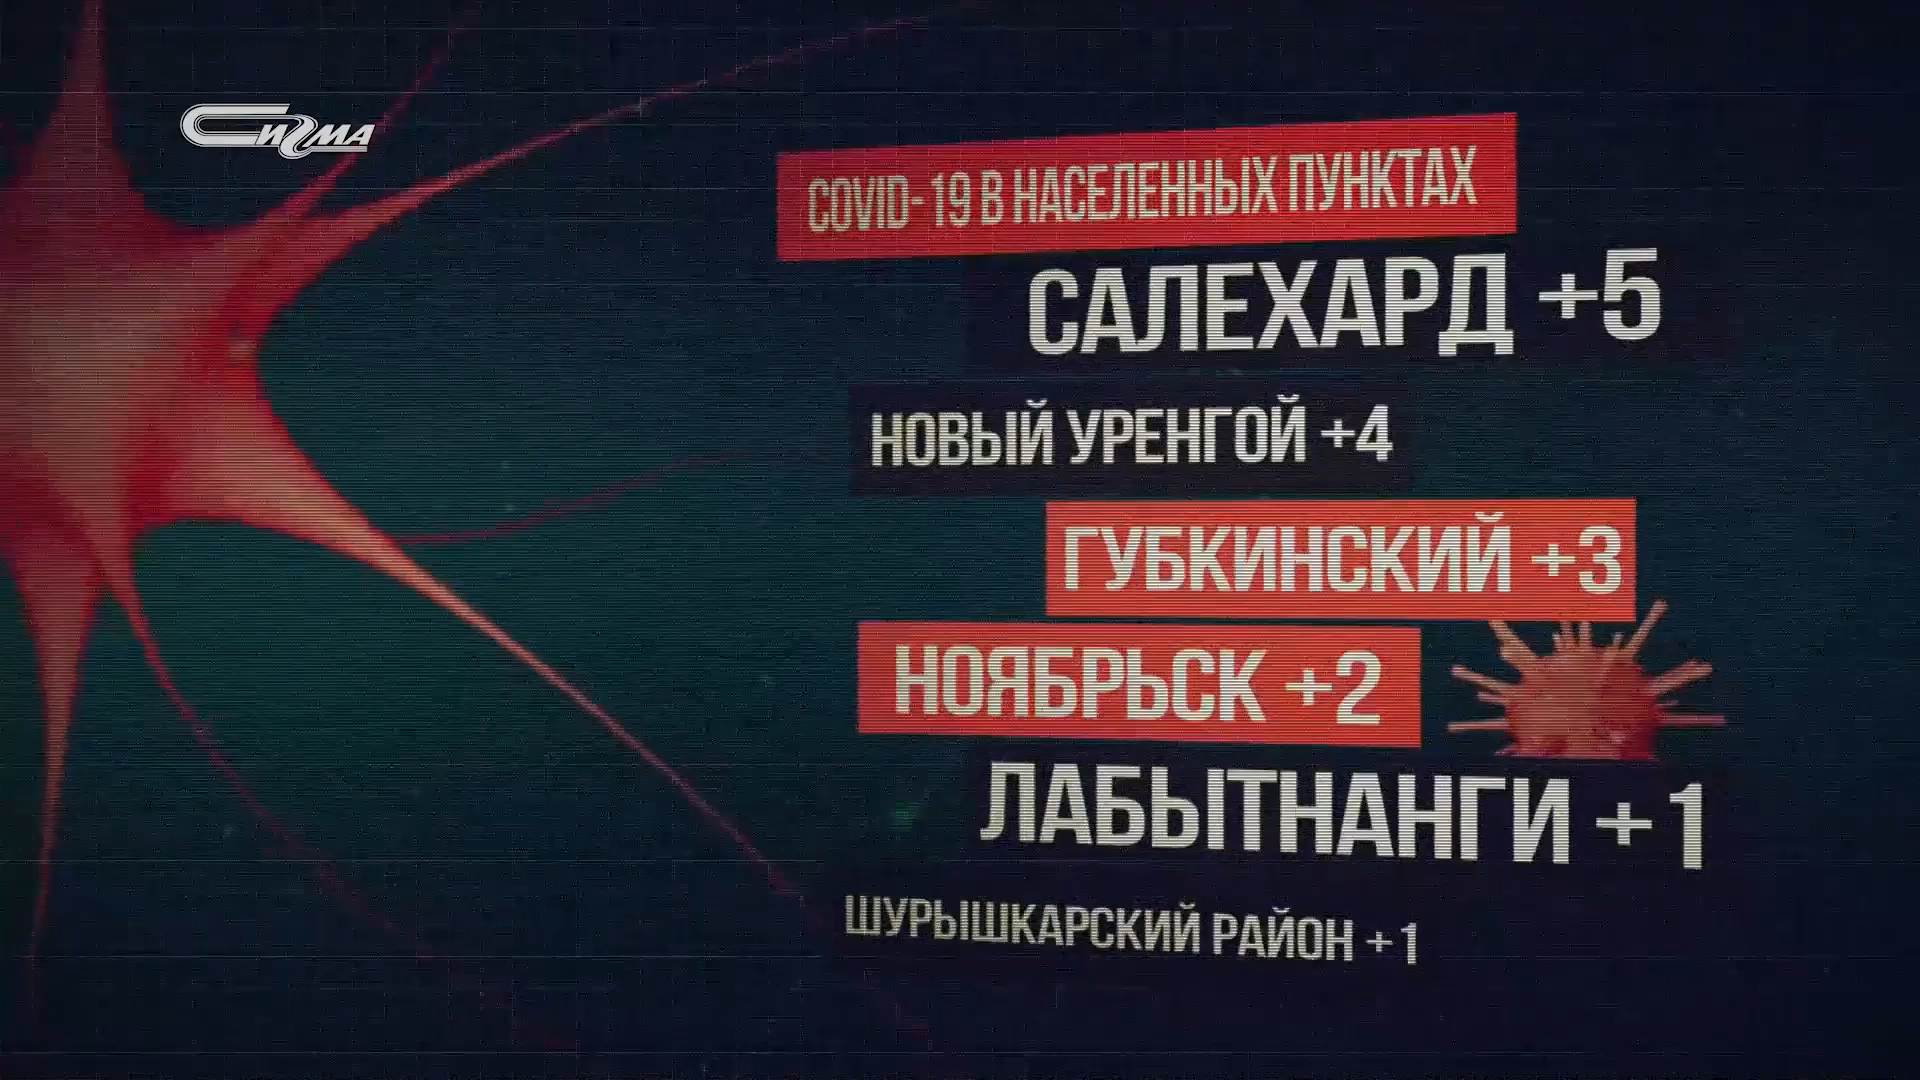 СИГМА
COVID-19 В НАСЕЛЕННЫХ ПУНКТАХ
САЛЕХАРД +5
НОВЫЙ УРЕНГОЙ +4
ГУБКИНСКИЙ +3
НОЯБРЬСК +2
ЛАБЫТНАНГИ +1
ШУРЫШКАРСКИЙ РАЙОН +1